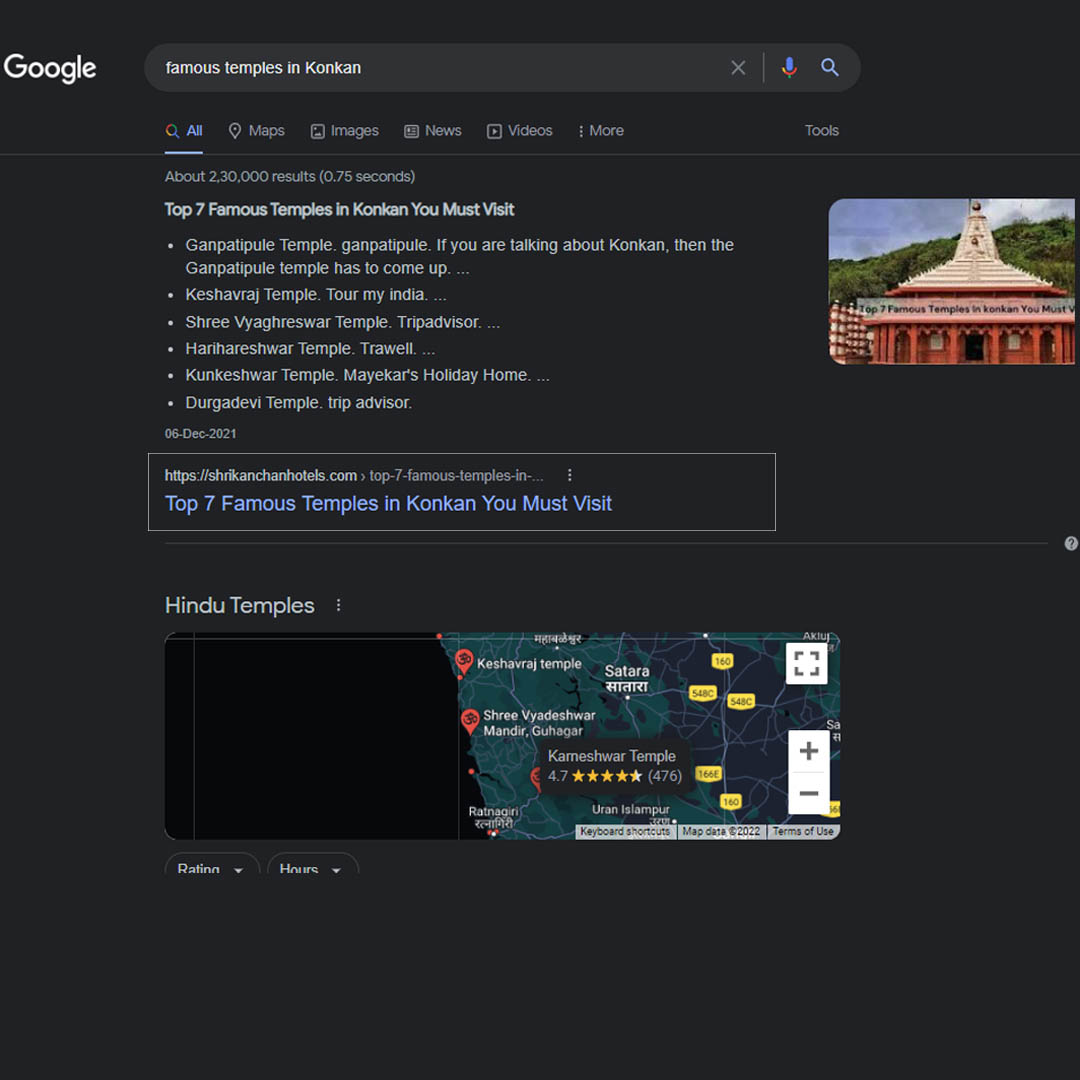 Google
famous temples in Konkan
All
Maps
Images
News
Videos
More
Tools
About 2,30,000 results (0.75 seconds)
Top 7 Famous Temples in Konkan You Must Visit
Ganpatipule Temple. ganpatipule. If you are talking about Konkan, then the
Ganpatipule temple has to come up. ...
Keshavraj Temple. Tour my india. ...
Shree Vyaghreswar Temple. Tripadvisor. ...
Harihareshwar Temple. Trawell. ...
Kunkeshwar Temple. Mayekar's Holiday Home. ...
Durgadevi Temple. trip advisor.
06-Dec-2021
Top 7 Famous Temples In konkan You Must V
https://shrikanchanhotels.com › top-7-famous-temples-in-...
Top 7 Famous Temples in Konkan You Must Visit
Hindu Temples
महाबळेश्वर
Akluj
Keshavraj temple
Satara
सातारा
160
548C
548C
Shree Vyadeshwar
Mandir, Guhagar
Sa
Karneshwar Temple
4.7 ★★★★★ (476)
166E
160
Ratnagiri
रत्नागिरी
Uran Islampur
उरण
Keyboard shortcuts
Map data ©2022
Terms of Use
Rating
Hours